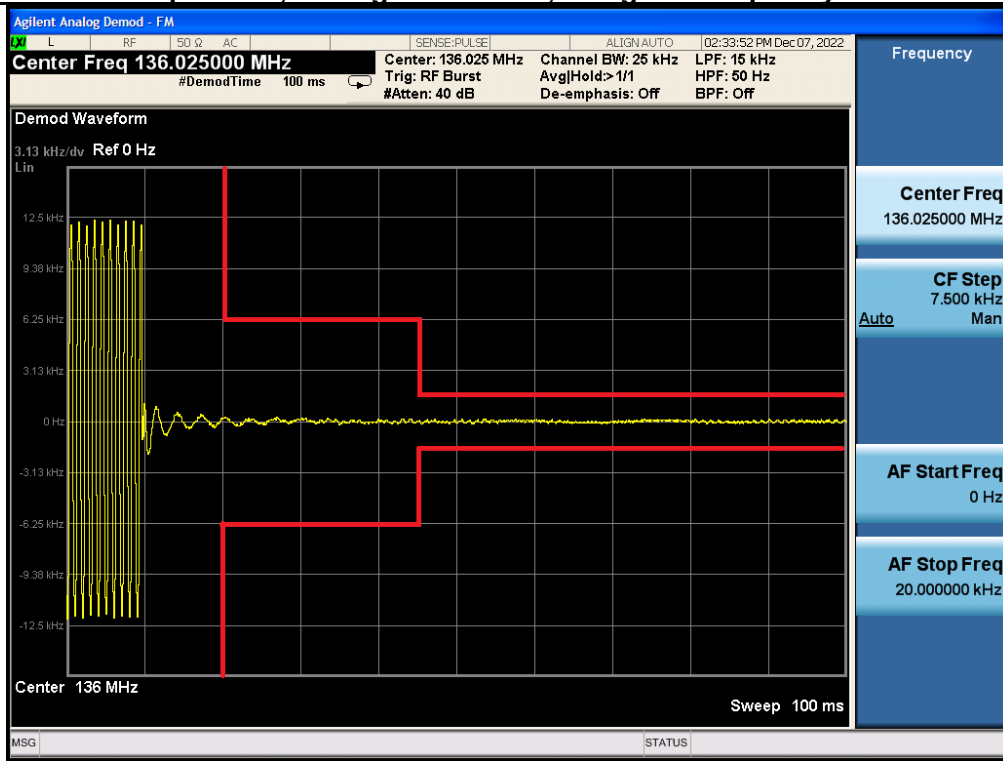 Agilent Analog Demod - FM
LXI L RF 50 Ω AC SENSE:PULSE ALIGN AUTO 02:33:52 PM Dec 07, 2022
Center Freq 136.025000 MHz
#DemodTime 100 ms
Center: 136.025 MHz Channel BW: 25 kHz LPF: 15 kHz
Trig: RF Burst Avg|Hold:>1/1 HPF: 50 Hz
#Atten: 40 dB De-emphasis: Off BPF: Off
Demod Waveform
3.13 kHz/dv Ref 0 Hz
Lin
12.5 kHz
9.38 kHz
6.25 kHz
3.13 kHz
0 Hz
-3.13 kHz
-6.25 kHz
-9.38 kHz
-12.5 kHz
Center 136 MHz
Sweep 100 ms
MSG STATUS
Frequency
Center Freq
136.025000 MHz
CF Step
7.500 kHz
Auto Man
AF Start Freq
0 Hz
AF Stop Freq
20.000000 kHz